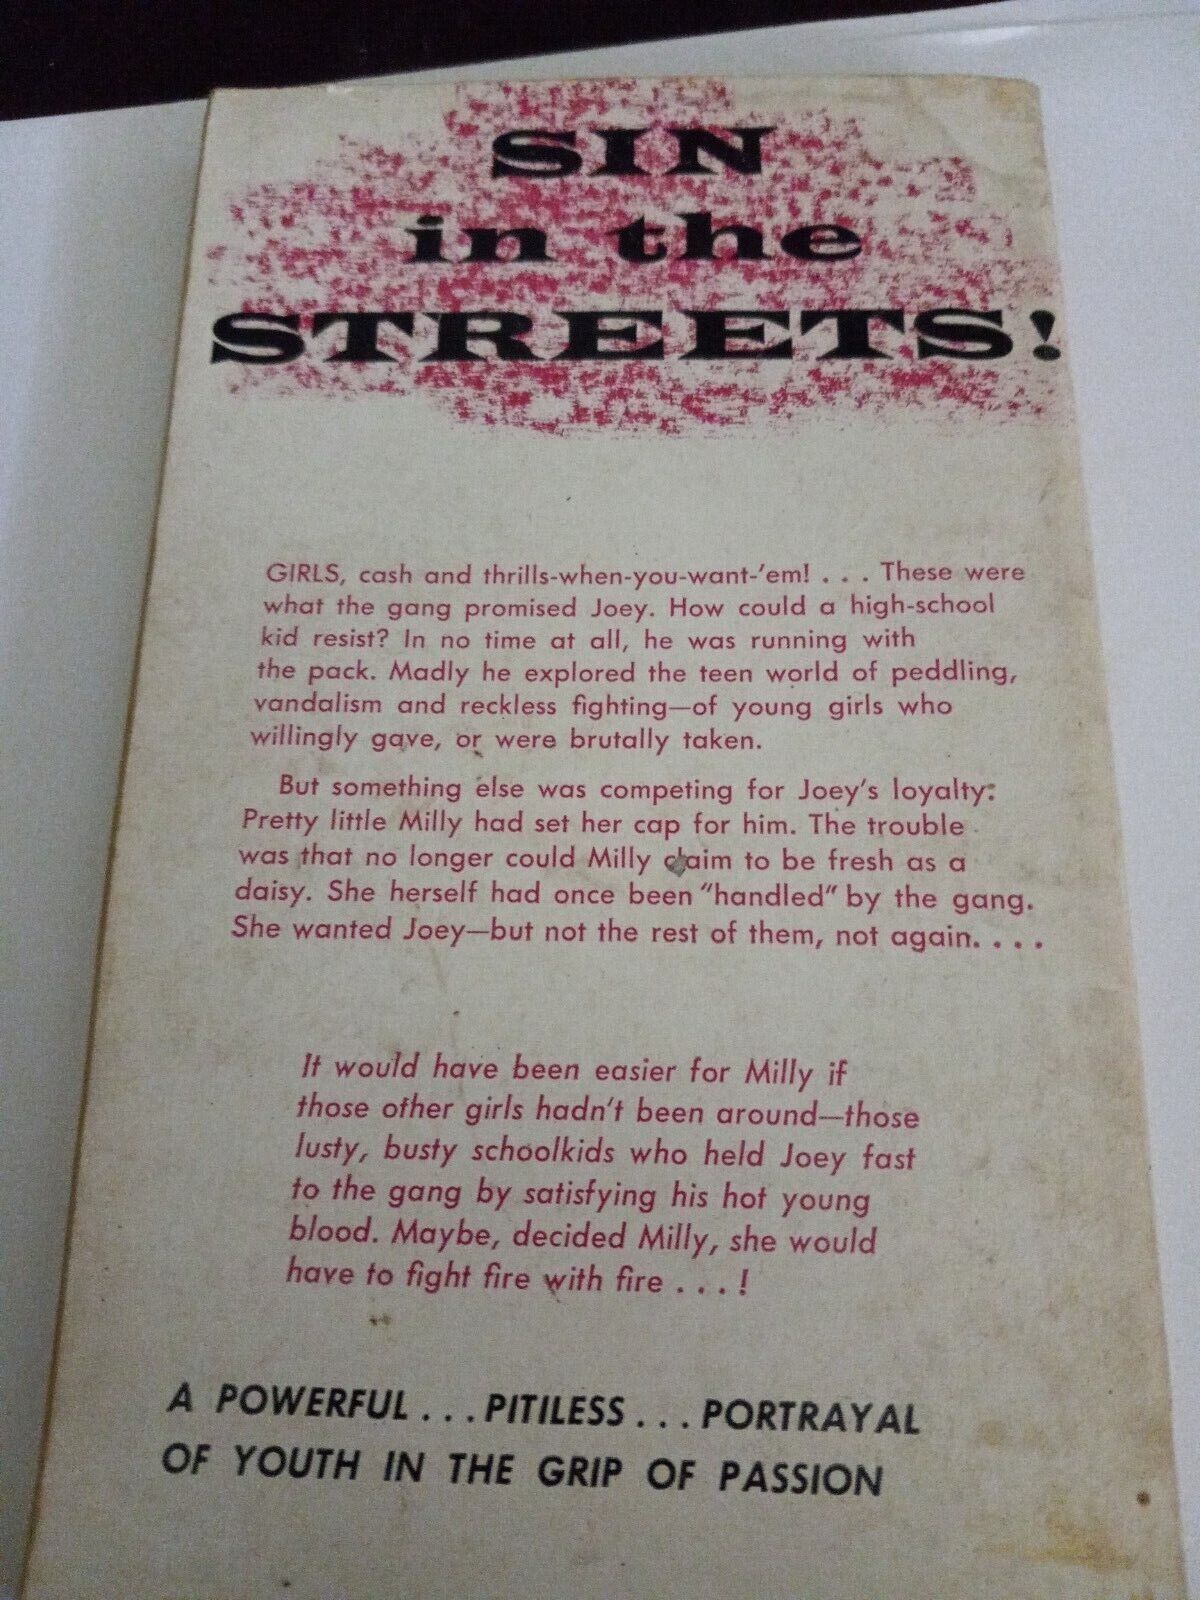 SIN
in the
STREETS!
GIRLS, cash and thrills-when-you-want-'em! . . . These were
what the gang promised Joey. How could a high-school
kid resist? In no time at all, he was running with
the pack. Madly he explored the teen world of peddling,
vandalism and reckless fighting—of young girls who
willingly gave, or were brutally taken.
But something else was competing for Joey's loyalty:
Pretty little Milly had set her cap for him. The trouble
was that no longer could Milly claim to be fresh as a
daisy. She herself had once been "handled" by the gang.
She wanted Joey—but not the rest of them, not again. . . .
It would have been easier for Milly if
those other girls hadn't been around—those
lusty, busty schoolkids who held Joey fast
to the gang by satisfying his hot young
blood. Maybe, decided Milly, she would
have to fight fire with fire . . . !
A POWERFUL . . . PITILESS . . . PORTRAYAL
OF YOUTH IN THE GRIP OF PASSION